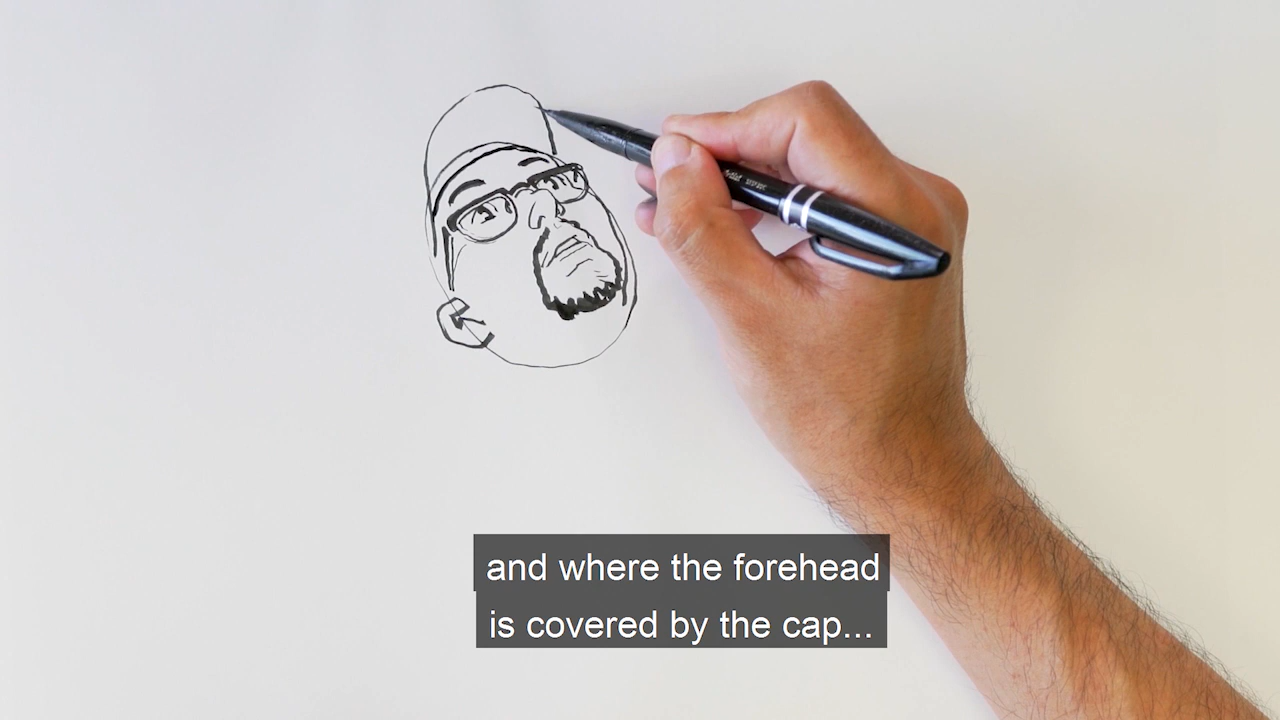 and where the forehead
is covered by the cap...